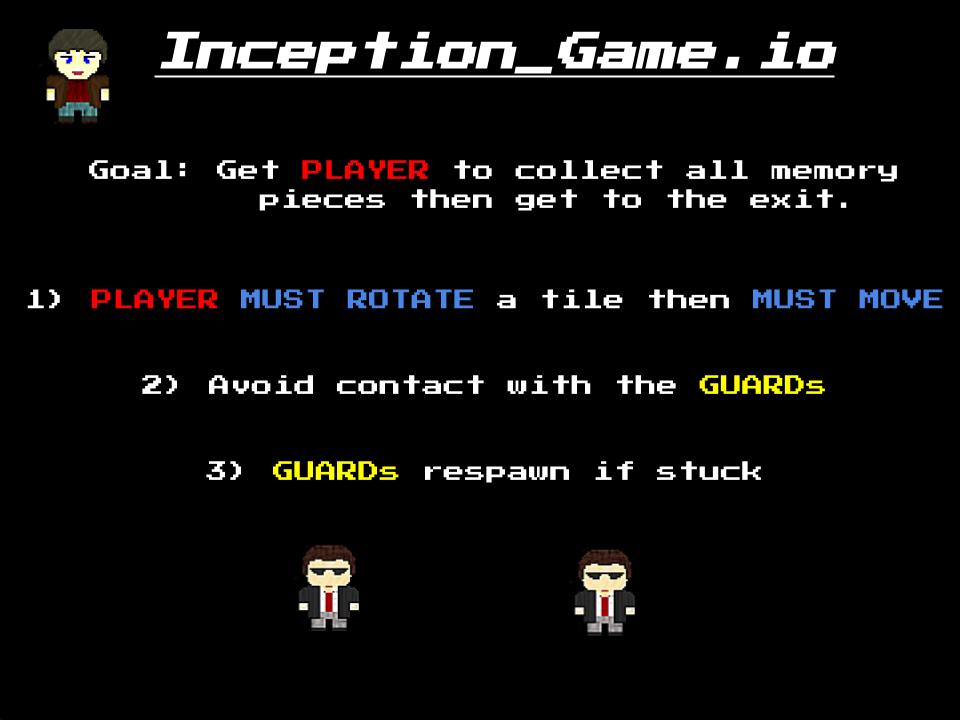 Inception_Game.io
Goal: Get PLAYER to collect all memory
pieces then get to the exit.
1) PLAYER MUST ROTATE a tile then MUST MOVE
2) Avoid contact with the GUARDs
3) GUARDs respawn if stuck